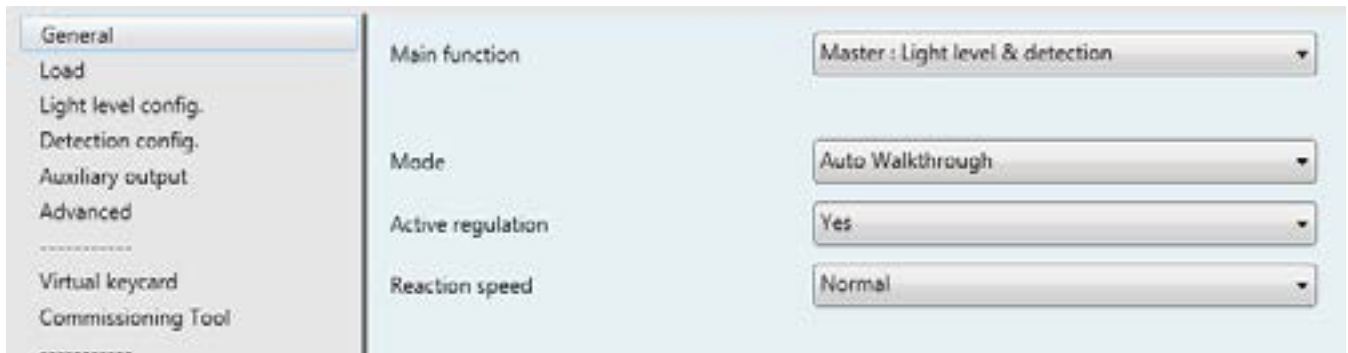 General
Load
Light level config.
Detection config.
Auxiliary output
Advanced
-----------
Virtual keycard
Commissioning Tool
-----------
Main function
Master : Light level & detection
Mode
Auto Walkthrough
Active regulation
Yes
Reaction speed
Normal